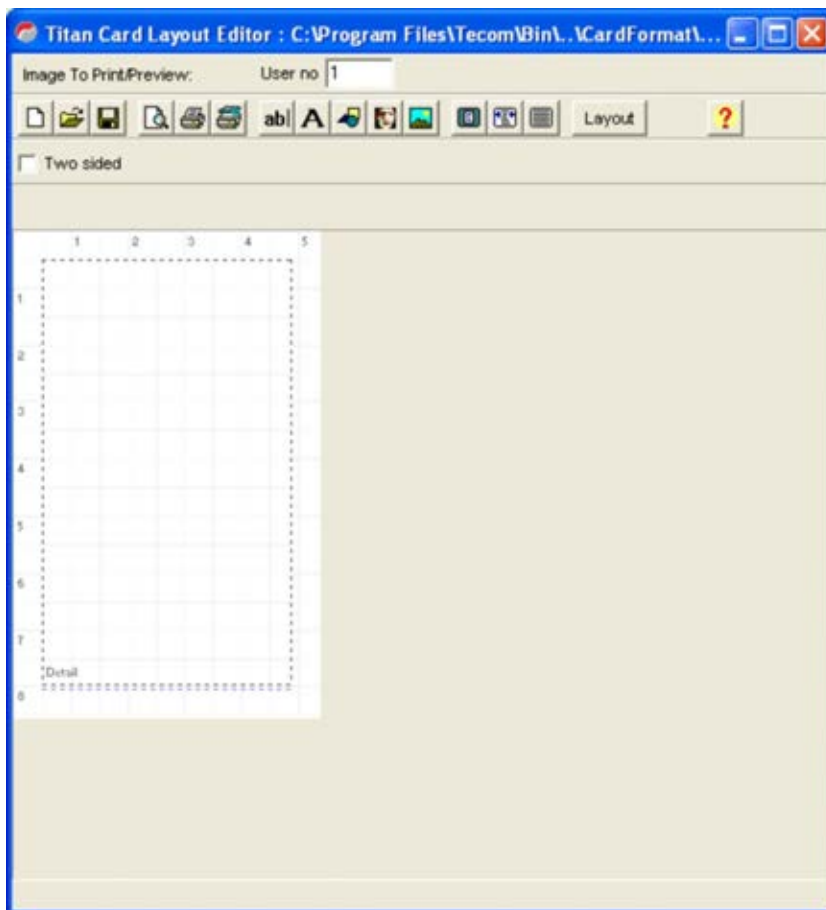 Titan Card Layout Editor : C:\Program Files\Tecom\Bin\..\CardFormat\...
Image To Print/Preview: User no 1
abl A Layout ?
Two sided
1 2 3 4 5
1
2
3
4
5
6
7
Detail
8